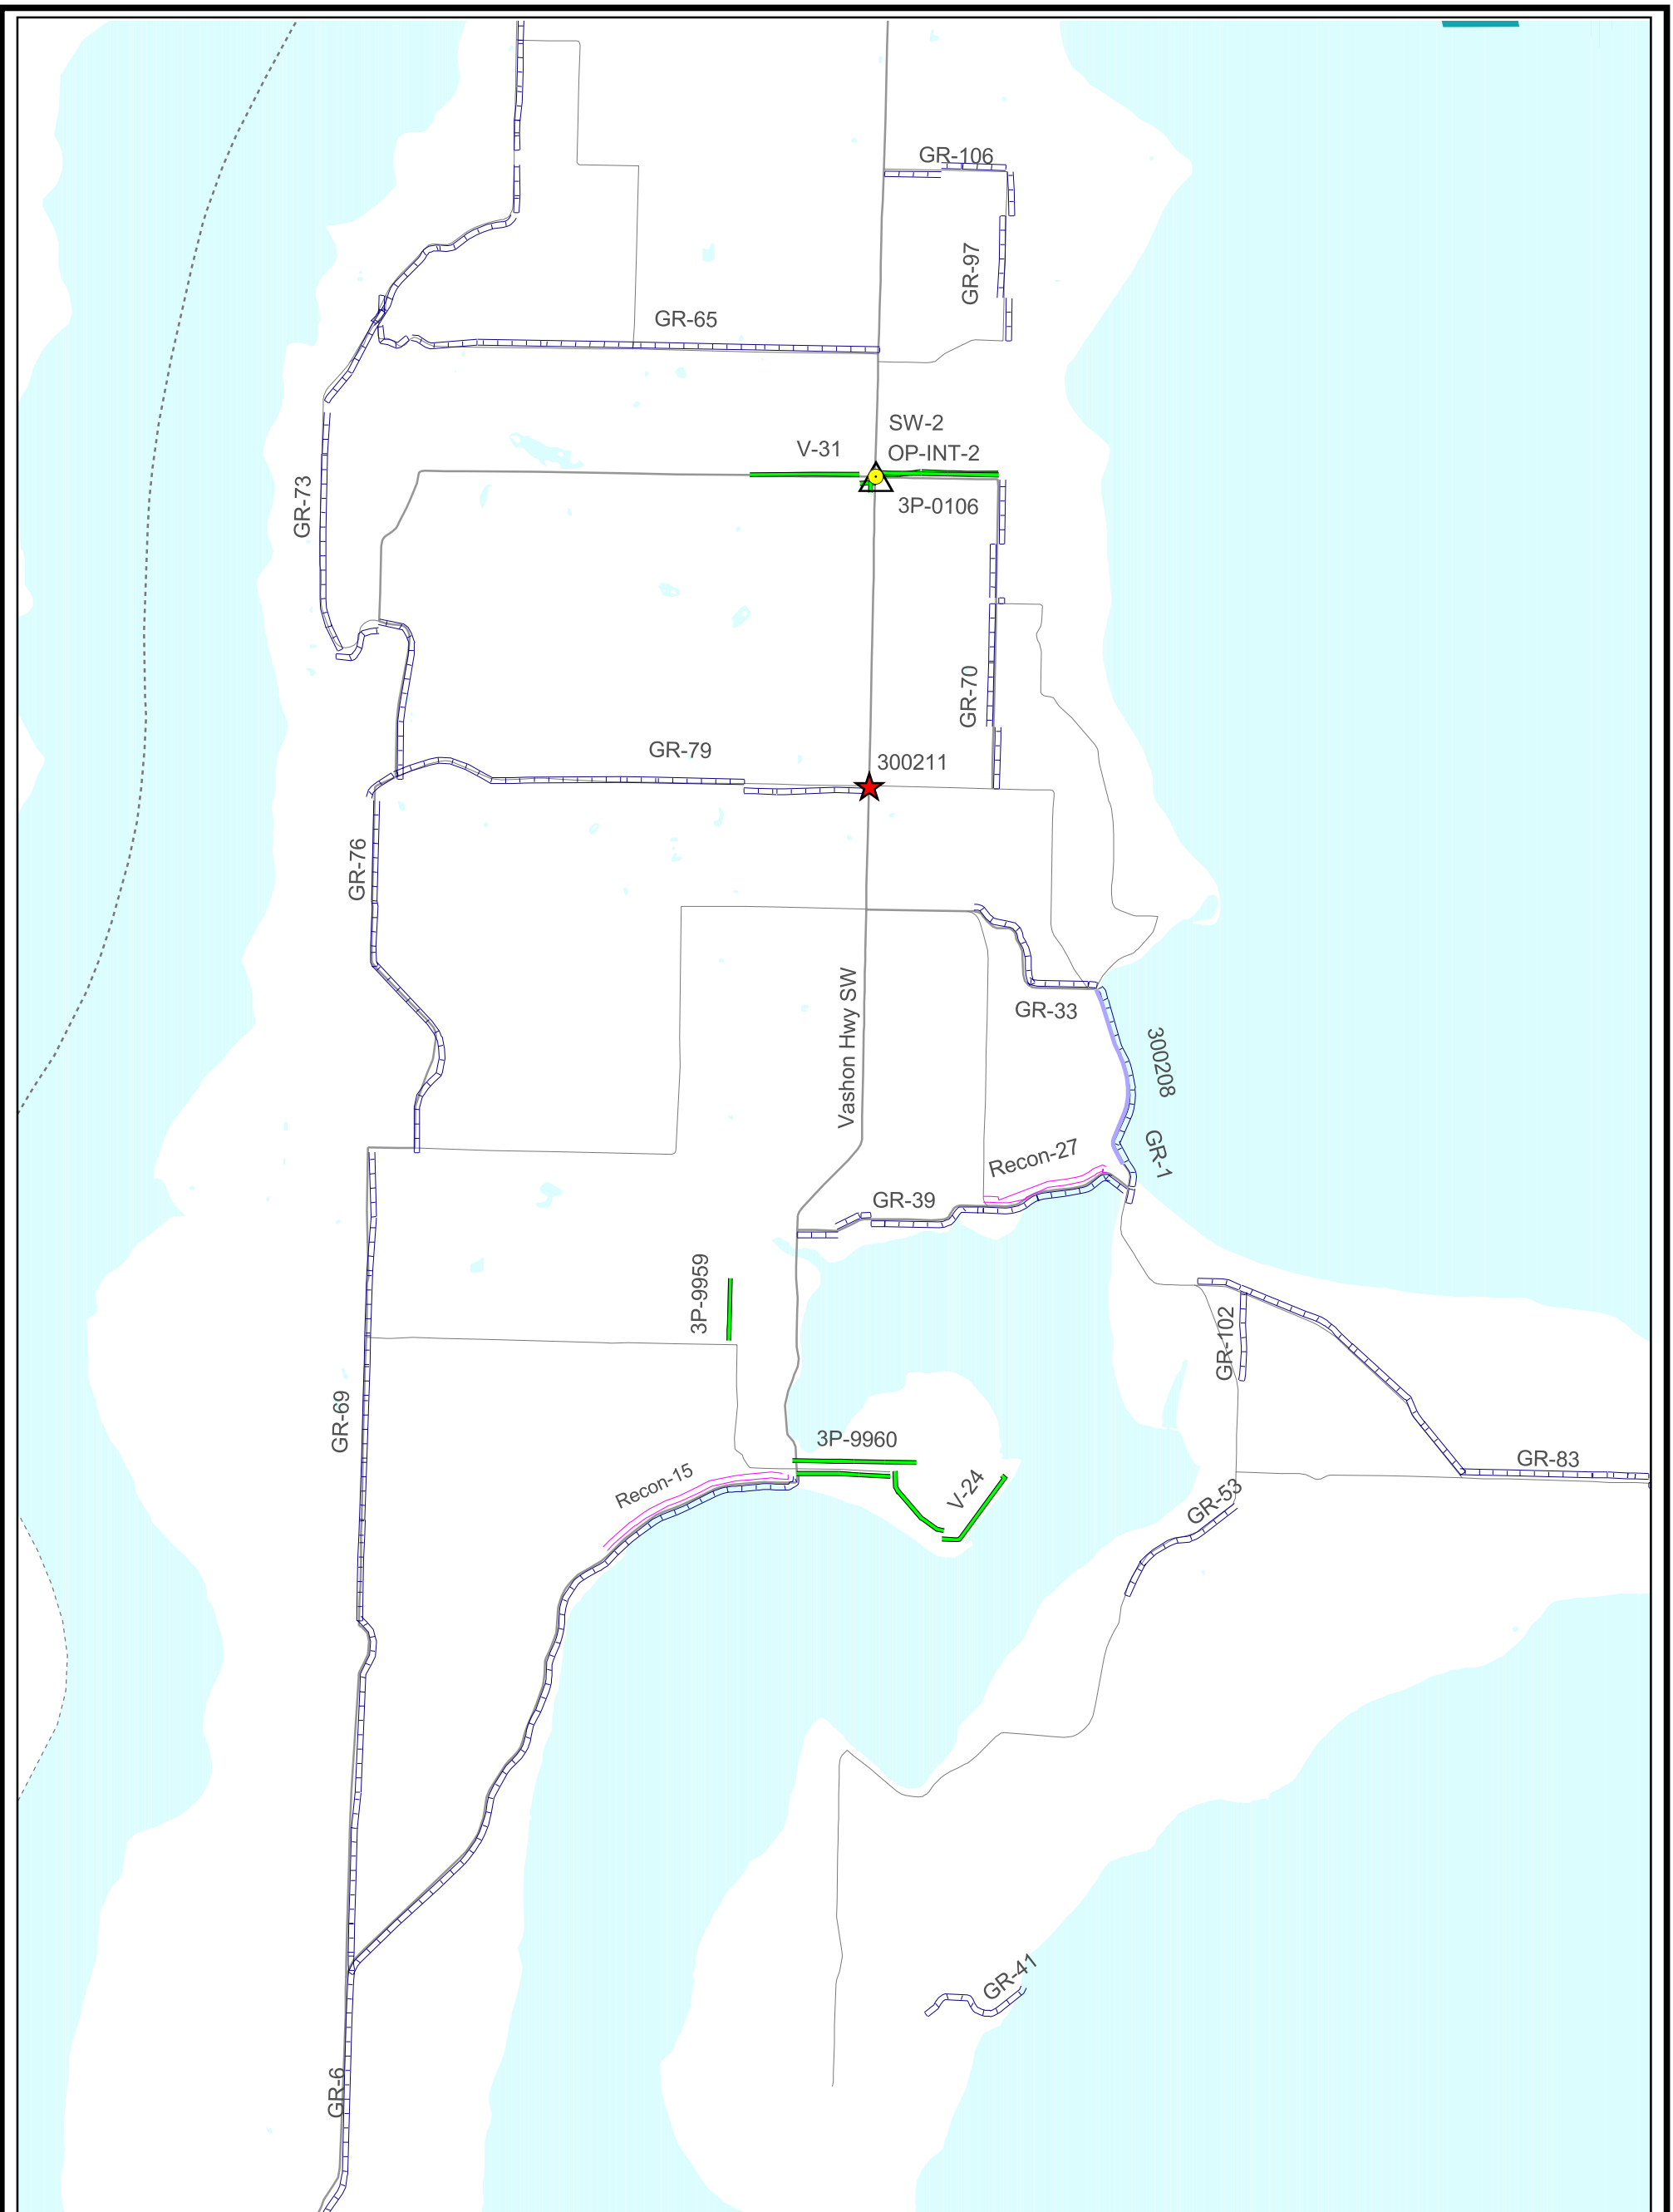 GR-106
GR-97
GR-65
SW-2
V-31
OP-INT-2
GR-73
3P-0106
GR-70
GR-79
300211
GR-76
Vashon Hwy SW
GR-33
300208
GR-1
Recon-27
GR-39
3P-9959
GR-102
GR-69
3P-9960
GR-83
Recon-15
V-24
GR-53
GR-41
GR-6